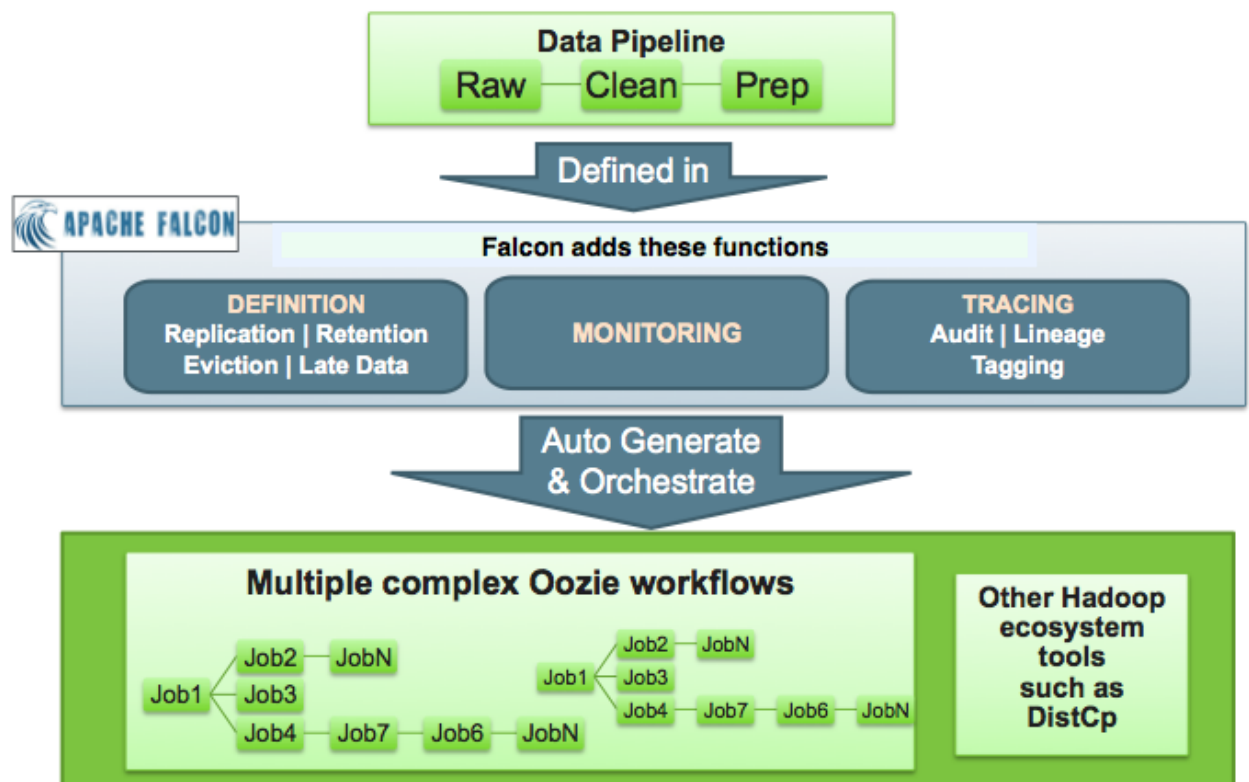 Data Pipeline
Raw Clean Prep
Defined in
APACHE FALCON
Falcon adds these functions
DEFINITION
Replication | Retention
Eviction | Late Data
MONITORING
TRACING
Audit | Lineage
Tagging
Auto Generate
& Orchestrate
Multiple complex Oozie workflows
Job2 JobN
Job1 Job3
Job4 Job7 Job6 JobN
Job2 JobN
Job1 Job3
Job4 Job7 Job6 JobN
Other Hadoop
ecosystem
tools
such as
DistCp